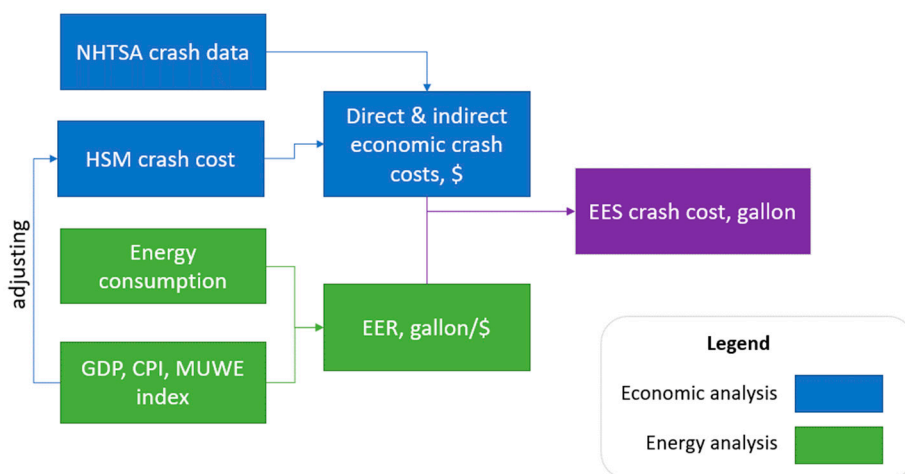 NHTSA crash data
HSM crash cost
Direct & indirect
economic crash
costs, $
EES crash cost, gallon
adjusting
Energy
consumption
EER, gallon/$
GDP, CPI, MUWE
index
Legend
Economic analysis
Energy analysis